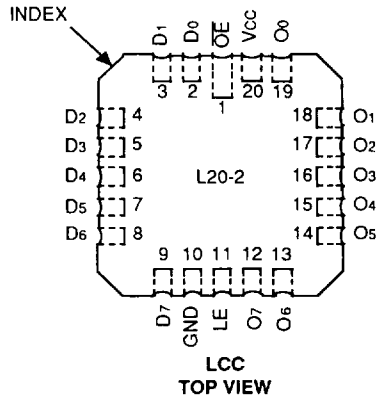 INDEX
D1 D0 O̅E̅ VCC O0
3 2 1 20 19
D2 4 18 O1
D3 5 17 O2
D4 6 L20-2 16 O3
D5 7 15 O4
D6 8 14 O5
9 10 11 12 13
D7 GND LE O7 O6
LCC
TOP VIEW